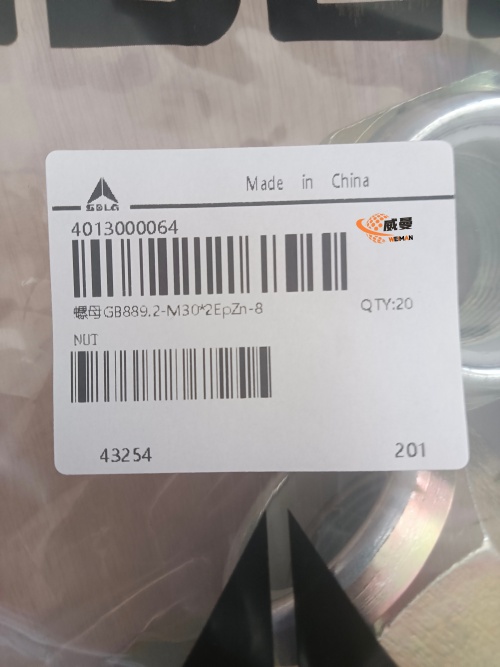 Made in China
SDLG
4013000064
威曼
WEMAN
螺母GB889.2-M30*2EpZn-8
QTY:20
NUT
43254
201